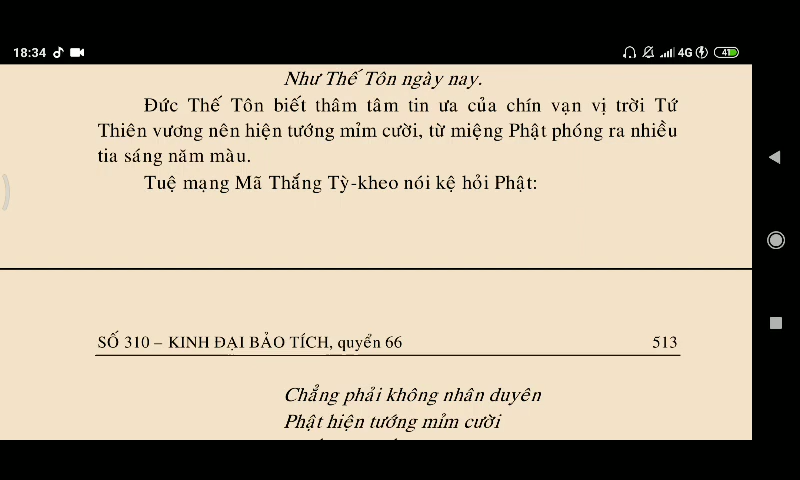 18:34
4G
41
Như Thế Tôn ngày nay.
Đức Thế Tôn biết thâm tâm tin ưa của chín vạn vị trời Tứ
Thiên vương nên hiện tướng mỉm cười, từ miệng Phật phóng ra nhiều
tia sáng năm màu.
Tuệ mạng Mã Thắng Tỳ-kheo nói kệ hỏi Phật:
SỐ 310 – KINH ĐẠI BẢO TÍCH, quyển 66 513
Chẳng phải không nhân duyên
Phật hiện tướng mỉm cười